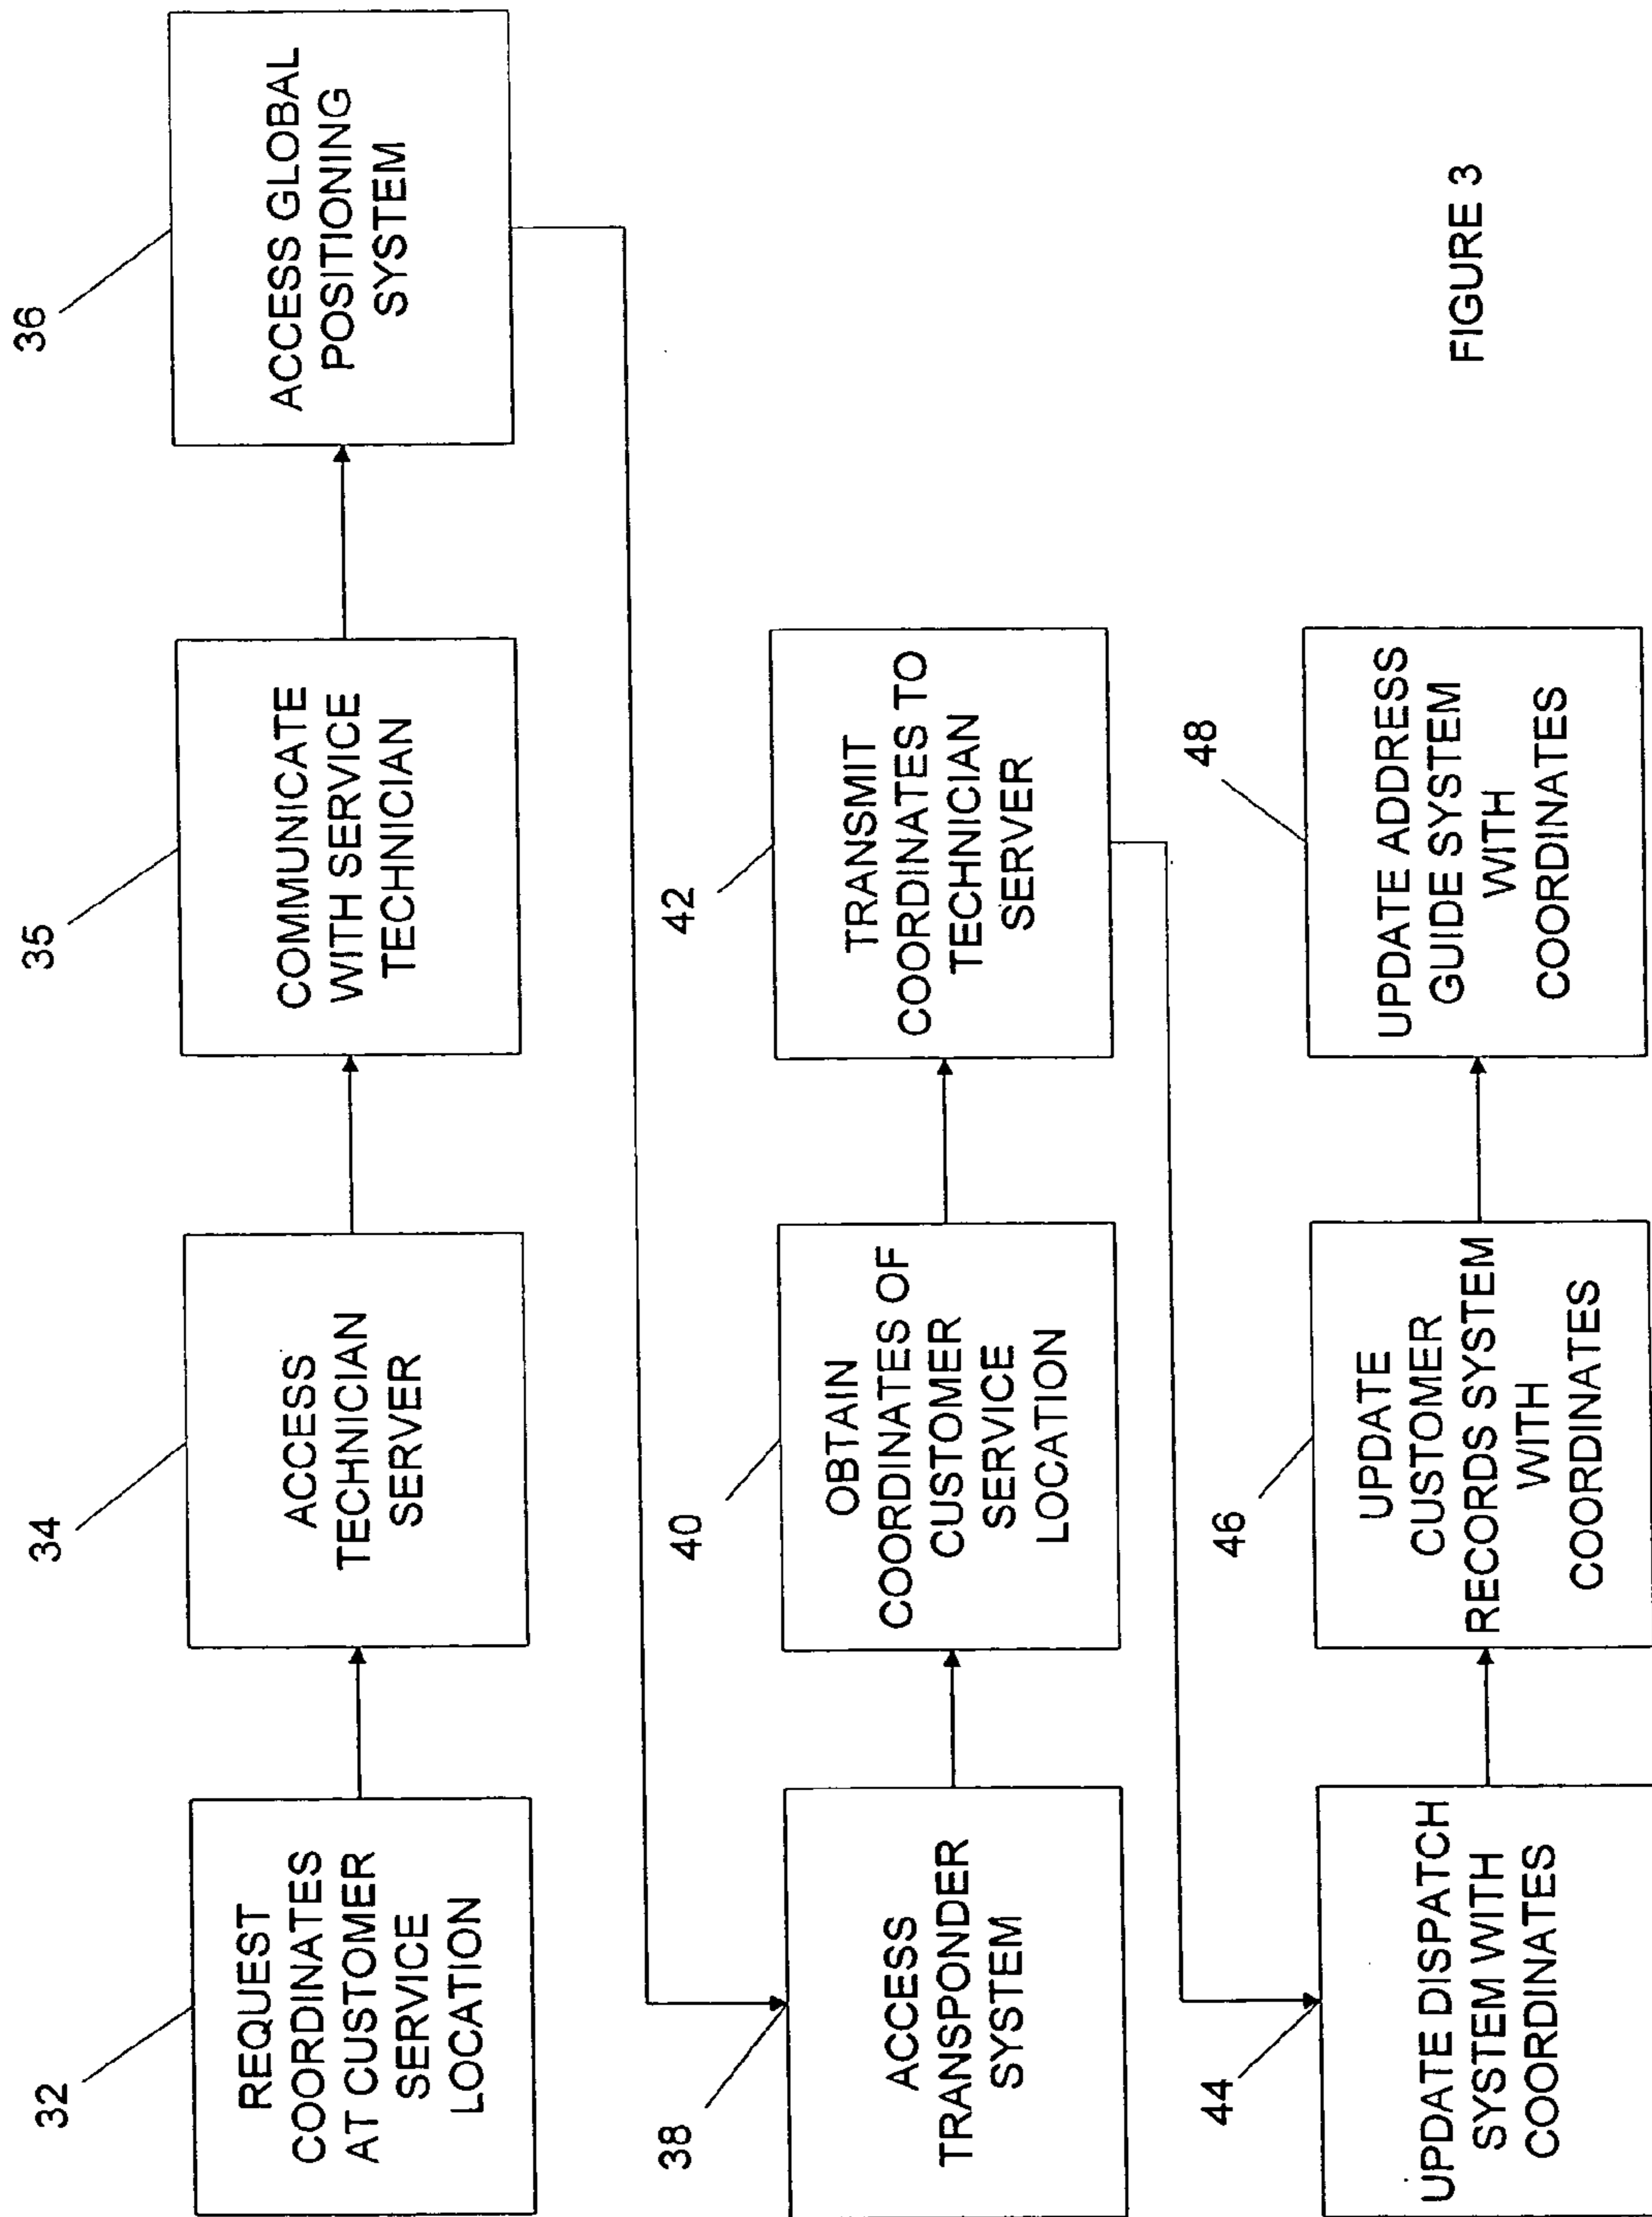 32
REQUEST
COORDINATES
AT CUSTOMER
SERVICE
LOCATION
34
ACCESS
TECHNICIAN
SERVER
35
COMMUNICATE
WITH SERVICE
TECHNICIAN
36
ACCESS GLOBAL
POSITIONING
SYSTEM
38
ACCESS
TRANSPONDER
SYSTEM
40
OBTAIN
COORDINATES OF
CUSTOMER
SERVICE
LOCATION
42
TRANSMIT
COORDINATES TO
TECHNICIAN
SERVER
44
UPDATE DISPATCH
SYSTEM WITH
COORDINATES
46
UPDATE
CUSTOMER
RECORDS SYSTEM
WITH
COORDINATES
48
UPDATE ADDRESS
GUIDE SYSTEM
WITH
COORDINATES
FIGURE 3